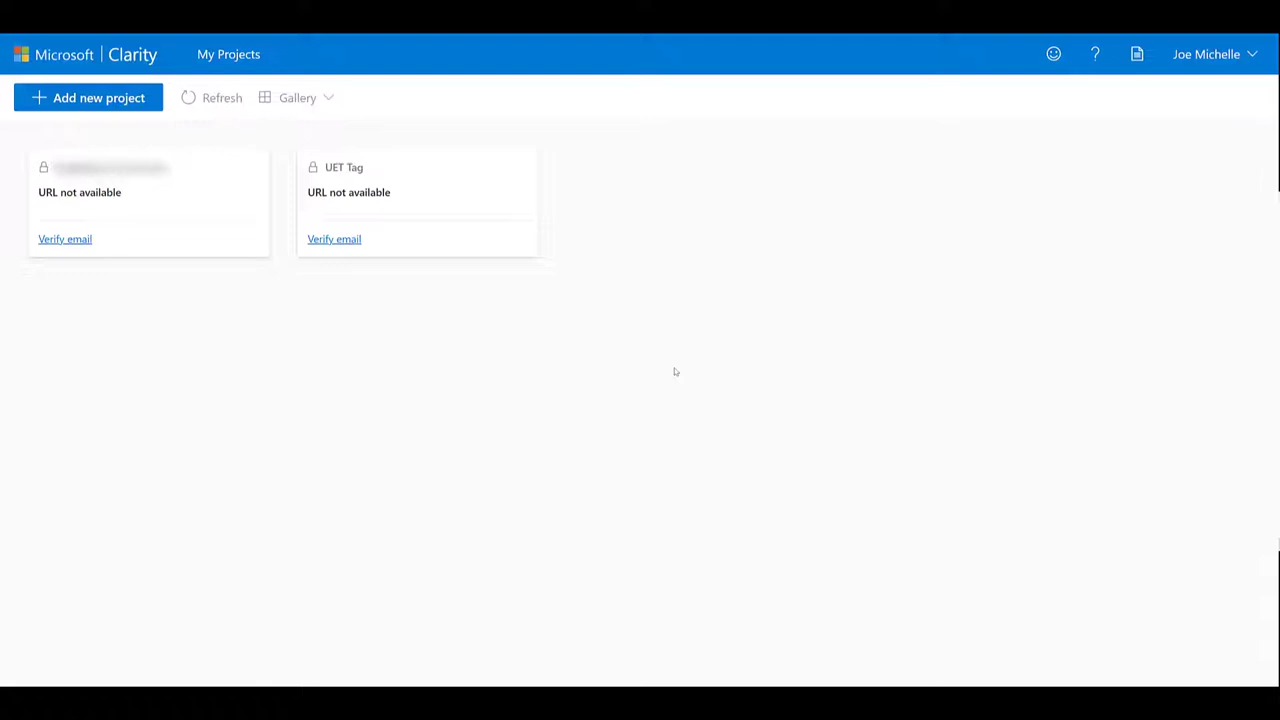 Microsoft | Clarity My Projects ? Joe Michelle
+ Add new project Refresh Gallery
UET Tag
URL not available URL not available
Verify email Verify email